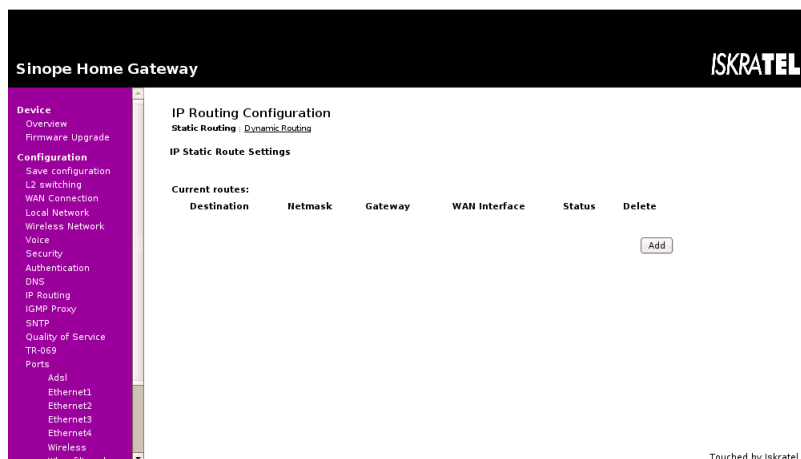 Sinope Home Gateway
ISKRATEL
Device
Overview
Firmware Upgrade
Configuration
Save configuration
L2 switching
WAN Connection
Local Network
Wireless Network
Voice
Security
Authentication
DNS
IP Routing
IGMP Proxy
SNTP
Quality of Service
TR-069
Ports
Adsl
Ethernet1
Ethernet2
Ethernet3
Ethernet4
Wireless
IP Routing Configuration
Static Routing | Dynamic Routing
IP Static Route Settings
Current routes:
Destination Netmask Gateway WAN Interface Status Delete
Add
Touched by Iskratel